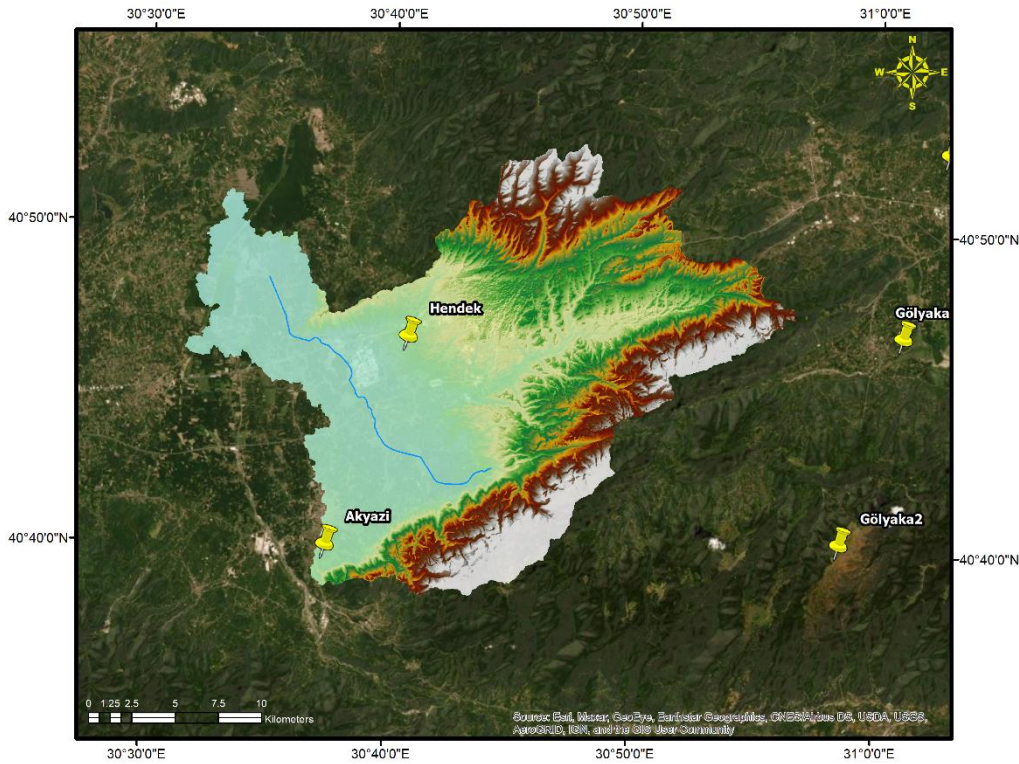 30°30'0"E
30°40'0"E
30°50'0"E
31°0'0"E
N
W
E
S
40°50'0"N
40°50'0"N
Hendek
Gölyaka
Akyazi
Gölyaka2
40°40'0"N
40°40'0"N
0 1.25 2.5 5 7.5 10
Kilometers
Source: Esri, Maxar, GeoEye, Earthstar Geographics, CNES/Airbus DS, USDA, USGS,
AeroGRID, IGN, and the GIS User Community
30°30'0"E
30°40'0"E
30°50'0"E
31°0'0"E